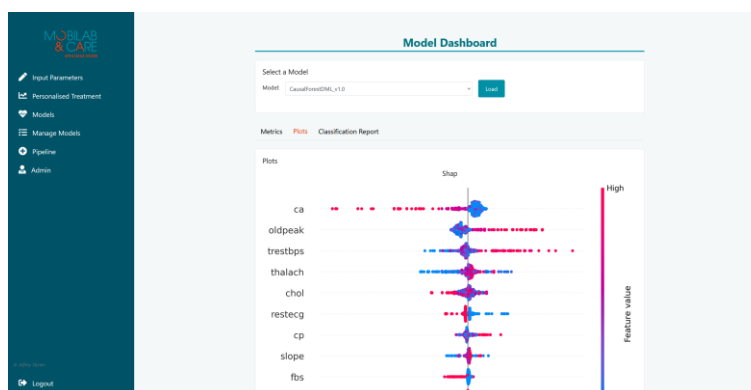 MOBILAB
& CARE
Input Parameters
Personalised Treatment
Models
Manage Models
Pipeline
Admin
Logout
Model Dashboard
Select a Model
Model CausalForestDML_v1.0 Load
Metrics Plots Classification Report
Plots
Shap
High
ca
oldpeak
trestbps
thalach
chol
restecg
cp
slope
fbs
Feature value